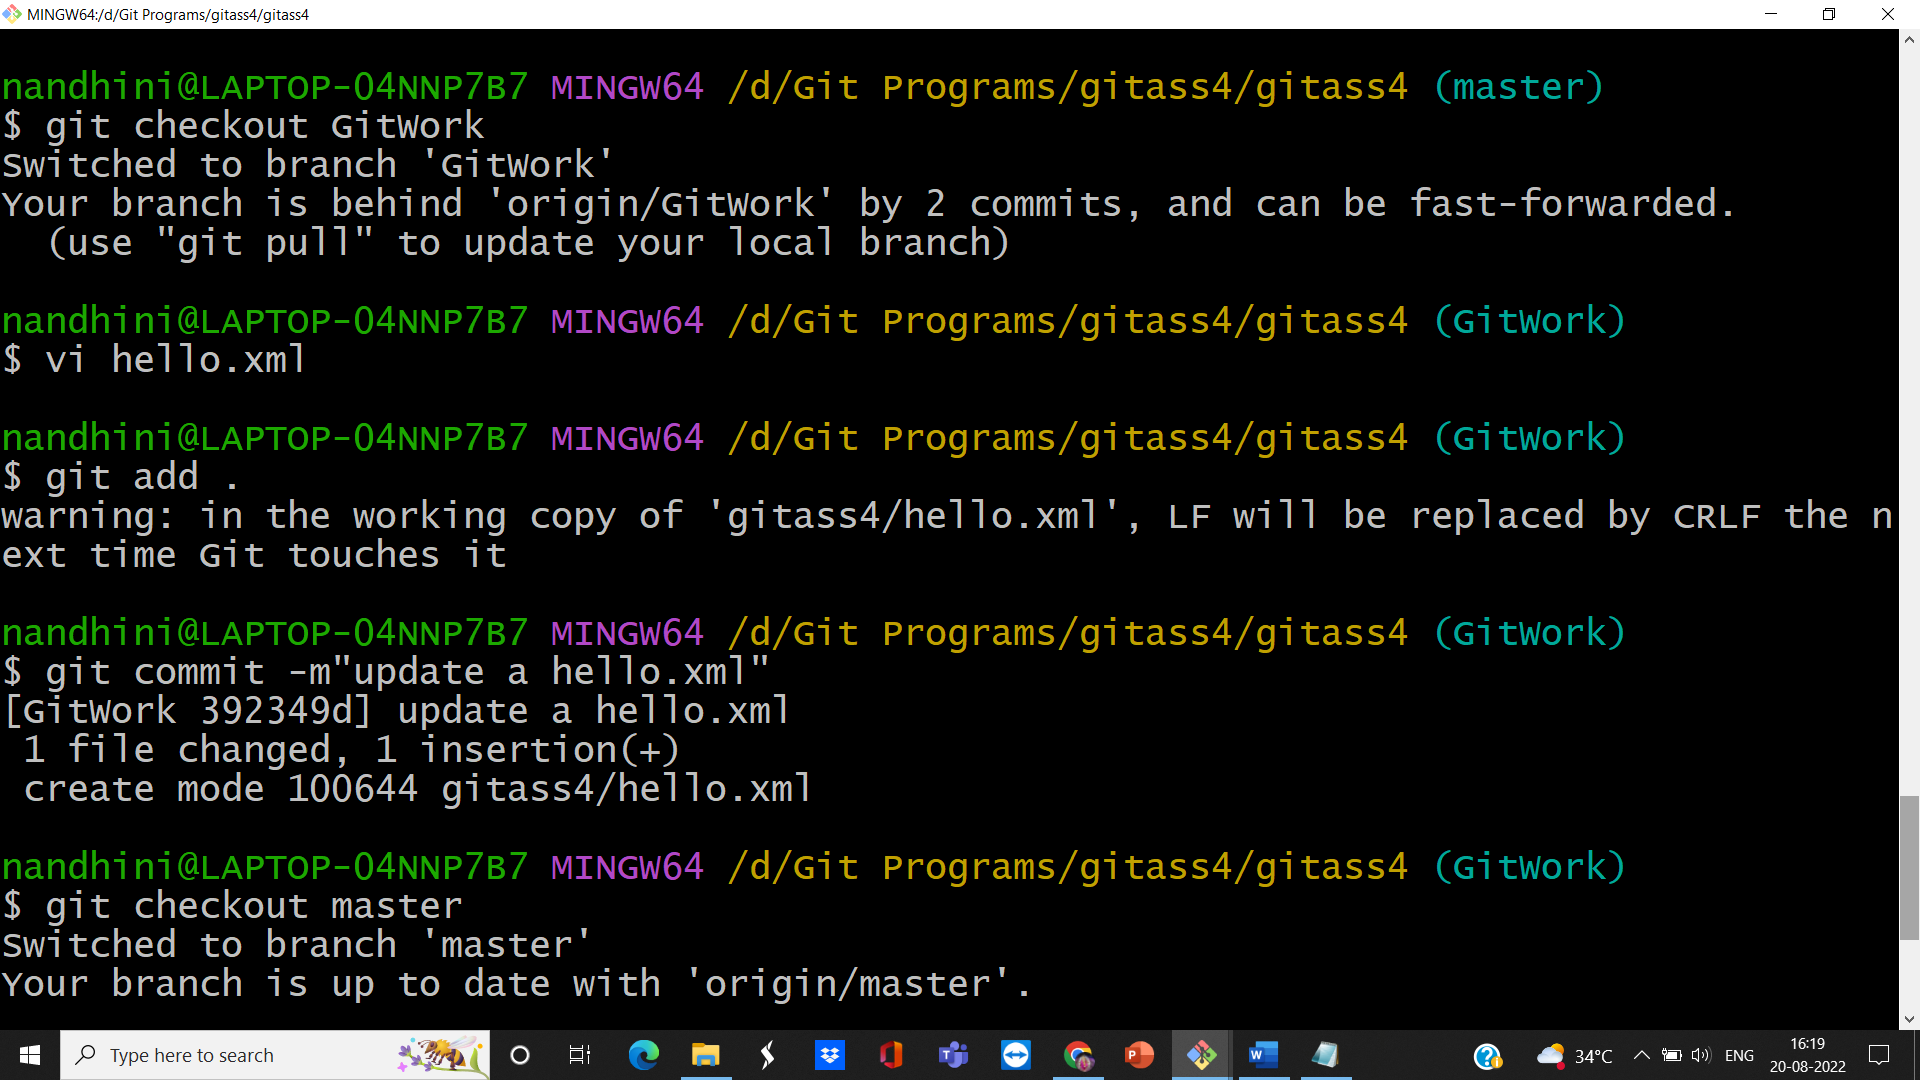 MINGW64:/d/Git Programs/gitass4/gitass4
nandhini@LAPTOP-04NNP7B7 MINGW64 /d/Git Programs/gitass4/gitass4 (master)
$ git checkout GitWork
Switched to branch 'GitWork'
Your branch is behind 'origin/GitWork' by 2 commits, and can be fast-forwarded.
  (use "git pull" to update your local branch)
nandhini@LAPTOP-04NNP7B7 MINGW64 /d/Git Programs/gitass4/gitass4 (GitWork)
$ vi hello.xml
nandhini@LAPTOP-04NNP7B7 MINGW64 /d/Git Programs/gitass4/gitass4 (GitWork)
$ git add .
warning: in the working copy of 'gitass4/hello.xml', LF will be replaced by CRLF the n
ext time Git touches it
nandhini@LAPTOP-04NNP7B7 MINGW64 /d/Git Programs/gitass4/gitass4 (GitWork)
$ git commit -m"update a hello.xml"
[GitWork 392349d] update a hello.xml
 1 file changed, 1 insertion(+)
 create mode 100644 gitass4/hello.xml
nandhini@LAPTOP-04NNP7B7 MINGW64 /d/Git Programs/gitass4/gitass4 (GitWork)
$ git checkout master
Switched to branch 'master'
Your branch is up to date with 'origin/master'.
Type here to search
34°C
ENG
16:19
20-08-2022